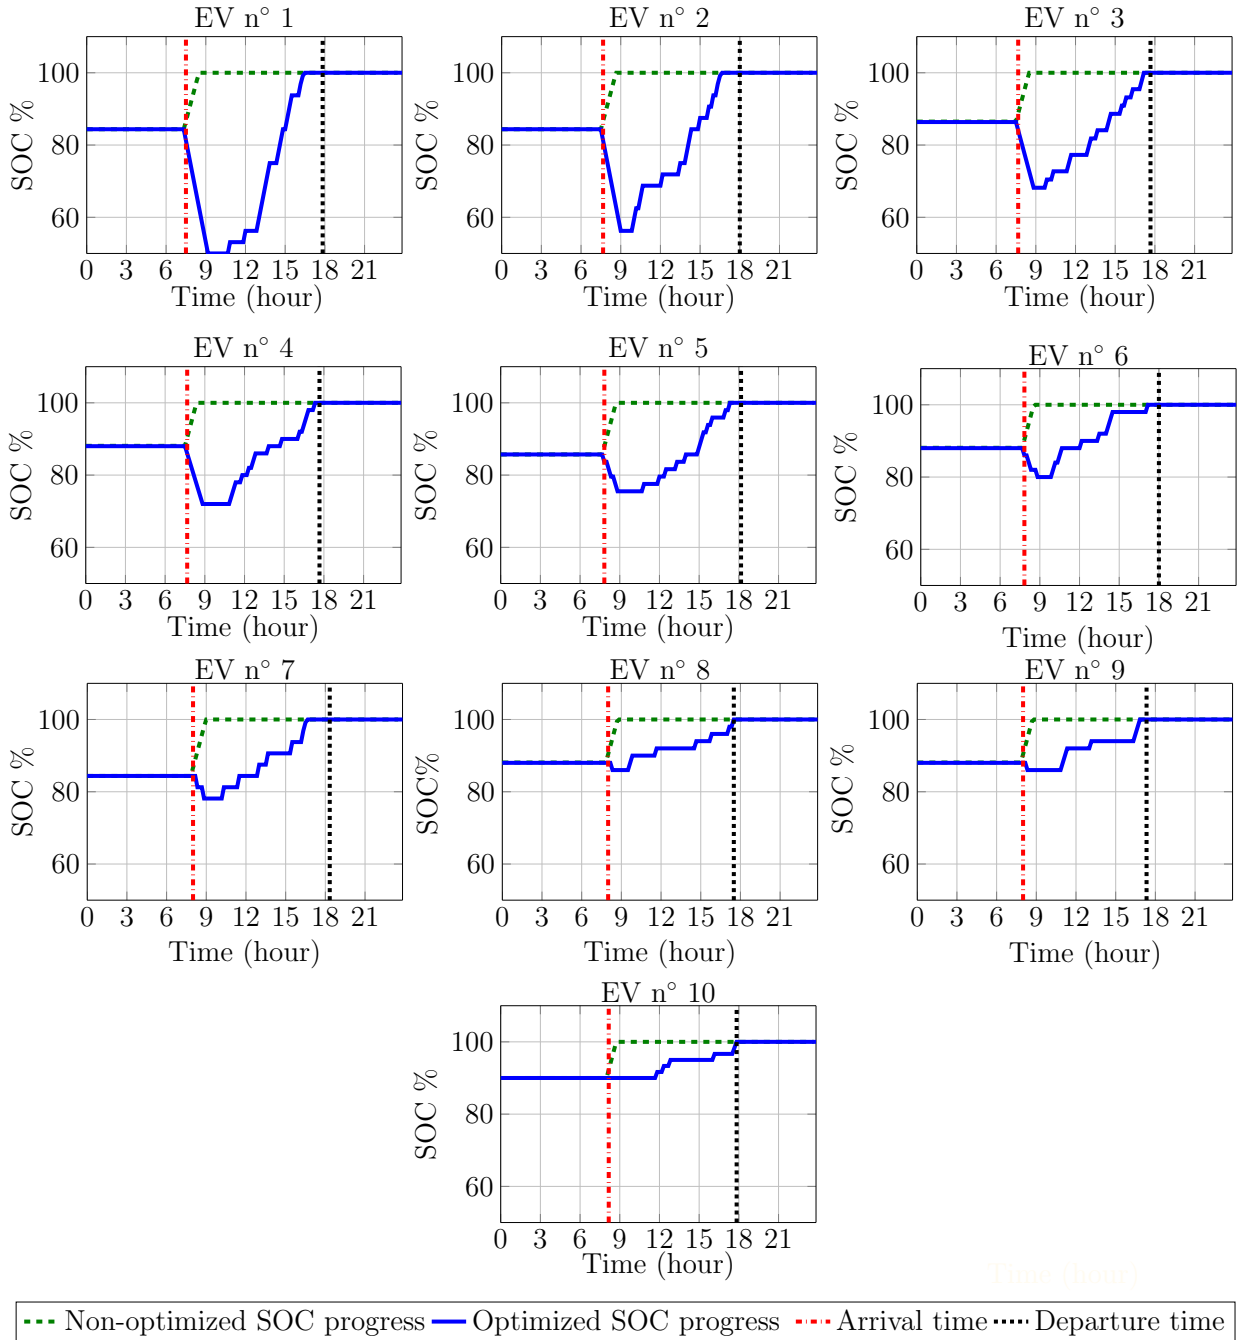 EV n° 1
EV n° 2
EV n° 3
SOC %
100
80
60
0 3 6 9 12 15 18 21
Time (hour)
SOC %
100
80
60
0 3 6 9 12 15 18 21
Time (hour)
SOC %
100
80
60
0 3 6 9 12 15 18 21
Time (hour)
EV n° 4
EV n° 5
EV n° 6
SOC %
100
80
60
0 3 6 9 12 15 18 21
Time (hour)
SOC %
100
80
60
0 3 6 9 12 15 18 21
Time (hour)
SOC %
100
80
60
0 3 6 9 12 15 18 21
Time (hour)
EV n° 7
EV n° 8
EV n° 9
SOC %
100
80
60
0 3 6 9 12 15 18 21
Time (hour)
SOC%
100
80
60
0 3 6 9 12 15 18 21
Time (hour)
SOC %
100
80
60
0 3 6 9 12 15 18 21
Time (hour)
EV n° 10
SOC %
100
80
60
0 3 6 9 12 15 18 21
Time (hour)
Time (hour)
Non-optimized SOC progress Optimized SOC progress Arrival time Departure time